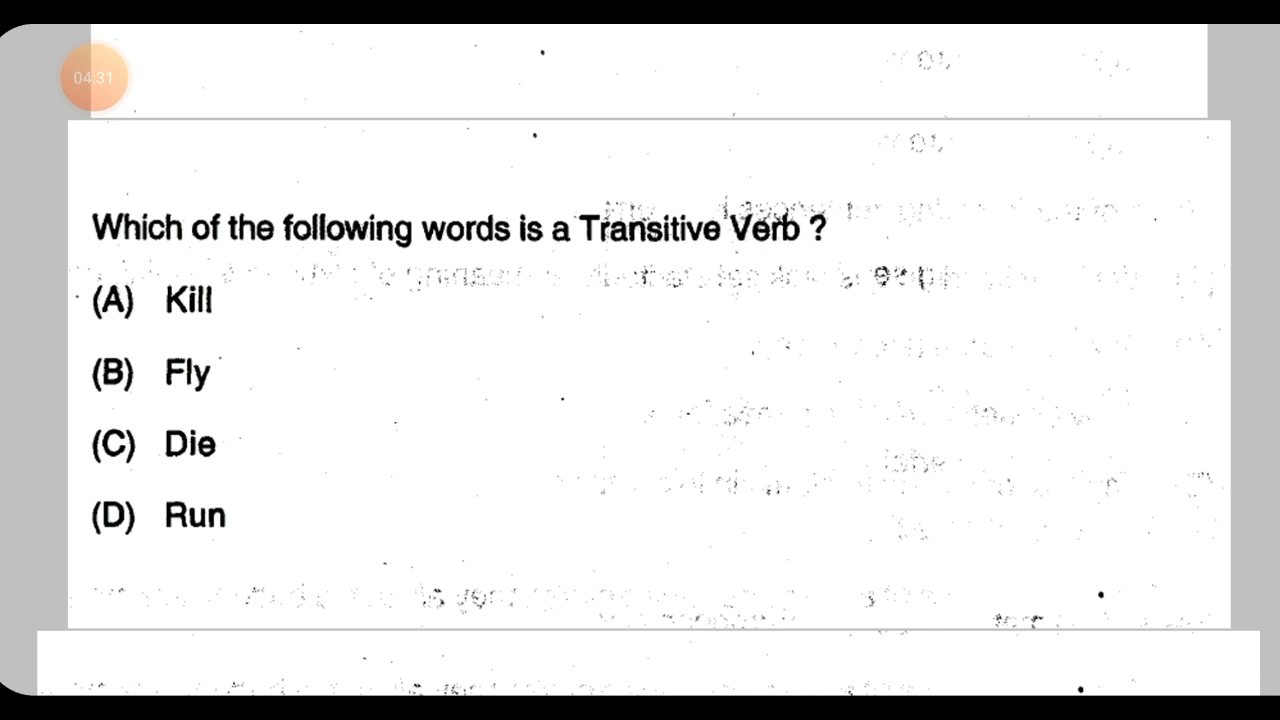 04:31
Which of the following words is a Transitive Verb ?
(A) Kill
(B) Fly
(C) Die
(D) Run